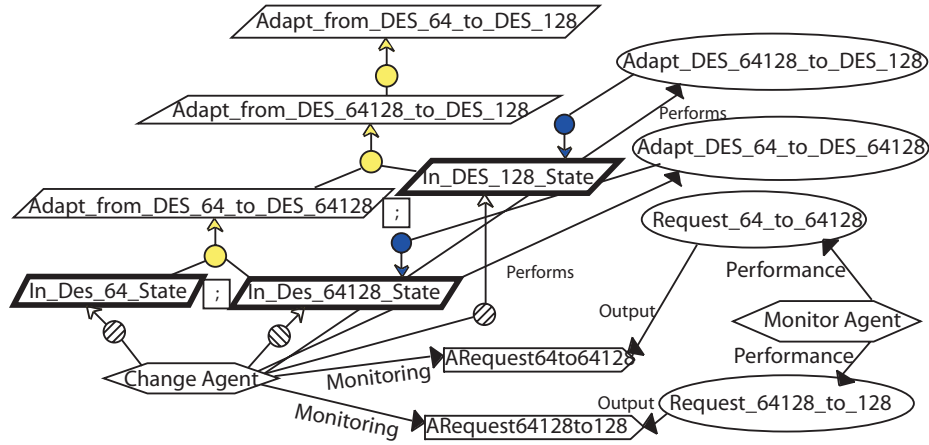 Adapt_from_DES_64_to_DES_128
Adapt_DES_64128_to_DES_128
Adapt_from_DES_64128_to_DES_128
Performs
Adapt_DES_64_to_DES_64128
In_DES_128_State
Adapt_from_DES_64_to_DES_64128
;
Request_64_to_64128
Performance
Performs
In_Des_64_State
;
In_Des_64128_State
Output
Monitor Agent
Performance
ARequest64to64128
Change Agent
Monitoring
Output
Request_64128_to_128
Monitoring
ARequest64128to128